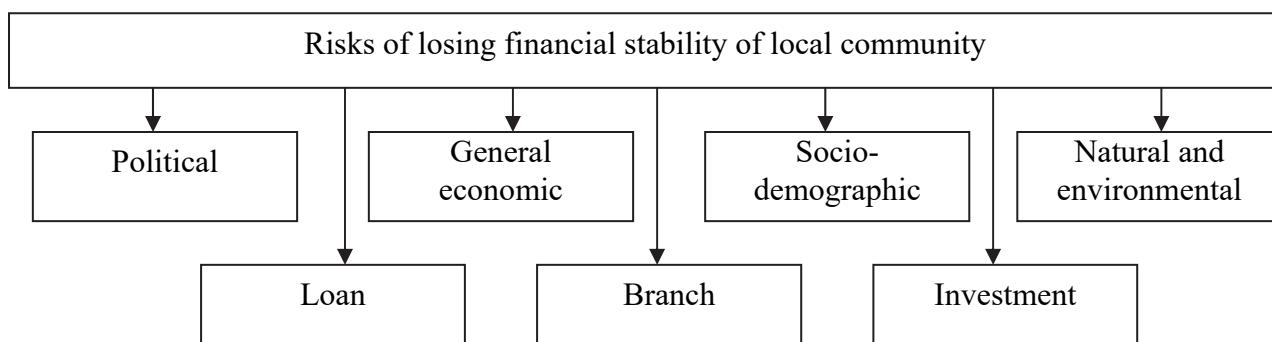 Risks of losing financial stability of local community
Political
General
economic
Socio-
demographic
Natural and
environmental
Loan
Branch
Investment